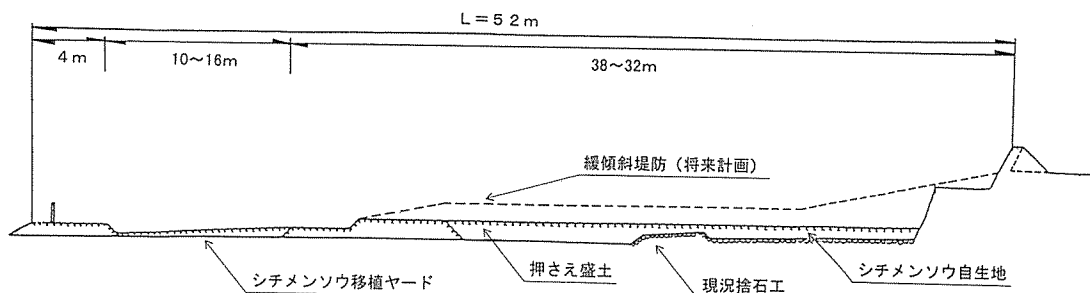 L=52m
4m
10~16m
38~32m
緩傾斜堤防（将来計画）
シチメンソウ移植ヤード
押さえ盛土
現況捨石工
シチメンソウ自生地